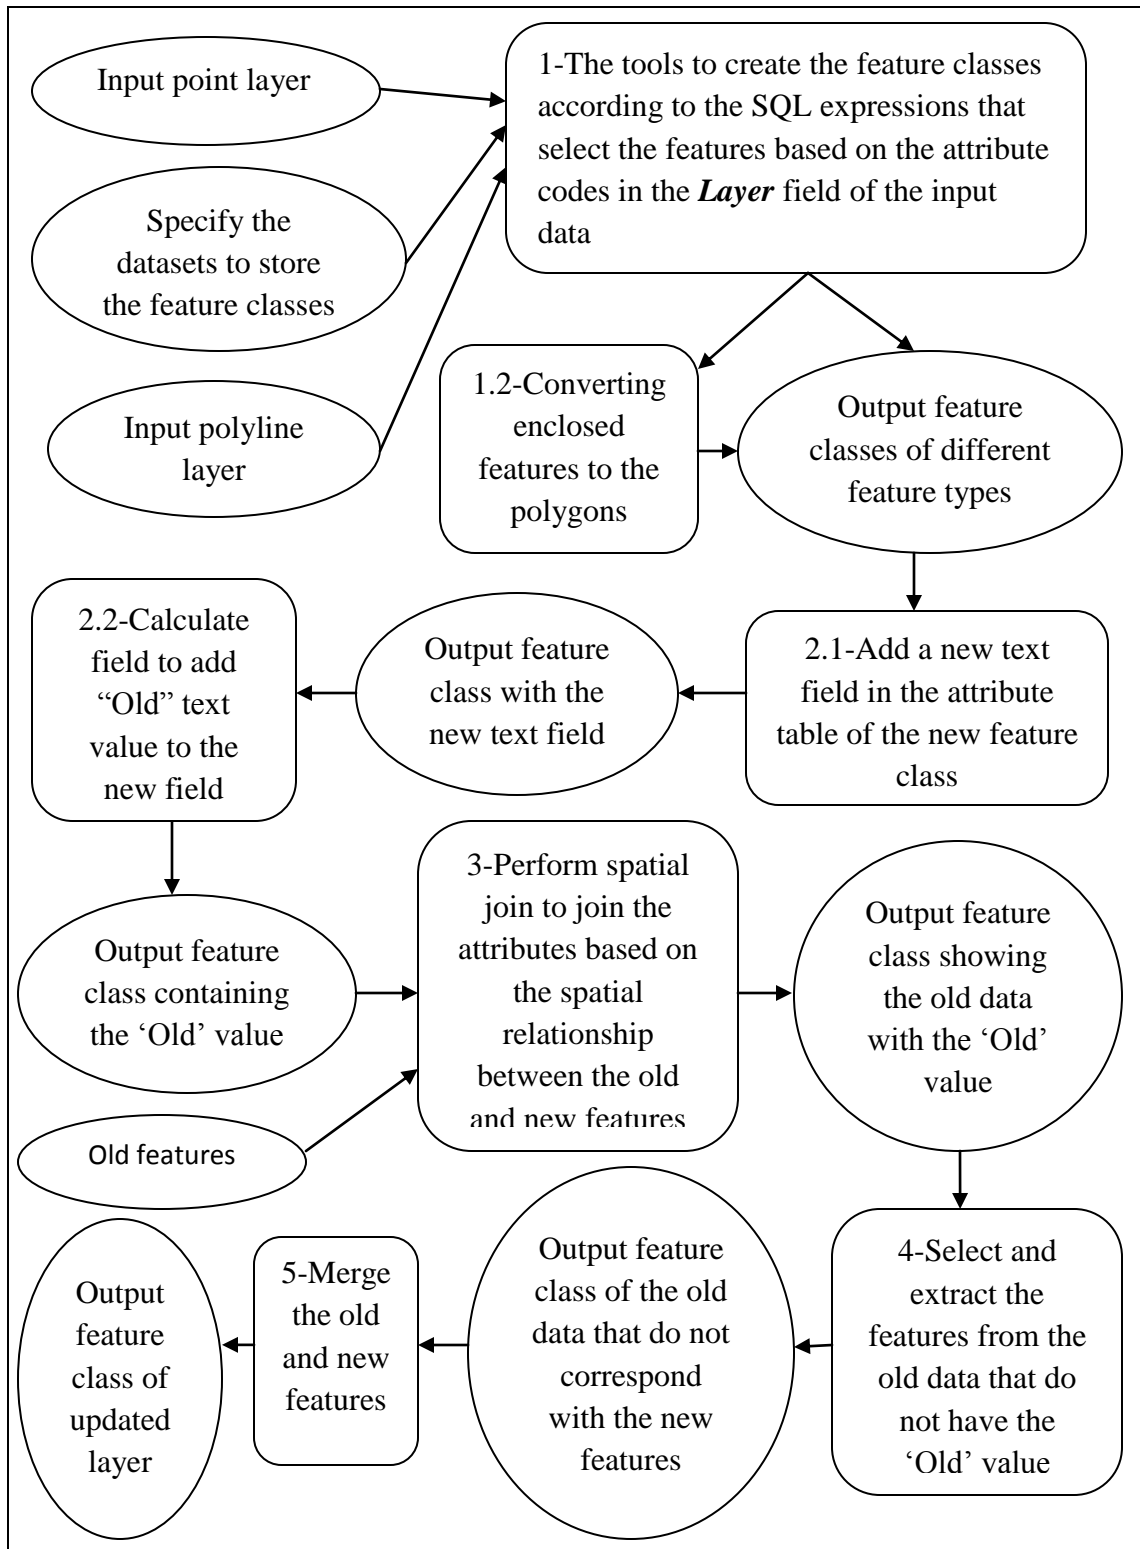 Input point layer
1-The tools to create the feature classes
according to the SQL expressions that
select the features based on the attribute
codes in the Layer field of the input
data
Specify the
datasets to store
the feature classes
Input polyline
layer
1.2-Converting
enclosed
features to the
polygons
Output feature
classes of different
feature types
2.2-Calculate
field to add
“Old” text
value to the
new field
Output feature
class with the
new text field
2.1-Add a new text
field in the attribute
table of the new feature
class
Output feature
class containing
the ‘Old’ value
3-Perform spatial
join to join the
attributes based on
the spatial
relationship
between the old
and new features
Output feature
class showing
the old data
with the ‘Old’
value
Old features
Output
feature
class of
updated
layer
5-Merge
the old
and new
features
Output feature
class of the old
data that do not
correspond
with the new
features
4-Select and
extract the
features from the
old data that do
not have the
‘Old’ value